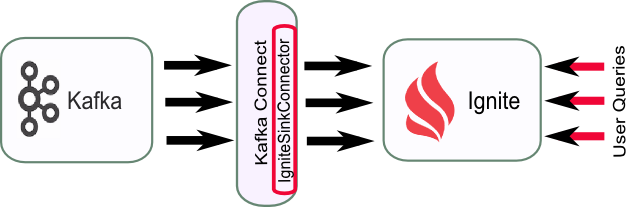 Kafka
Kafka Connect
IgniteSinkConnector
Ignite
User Queries